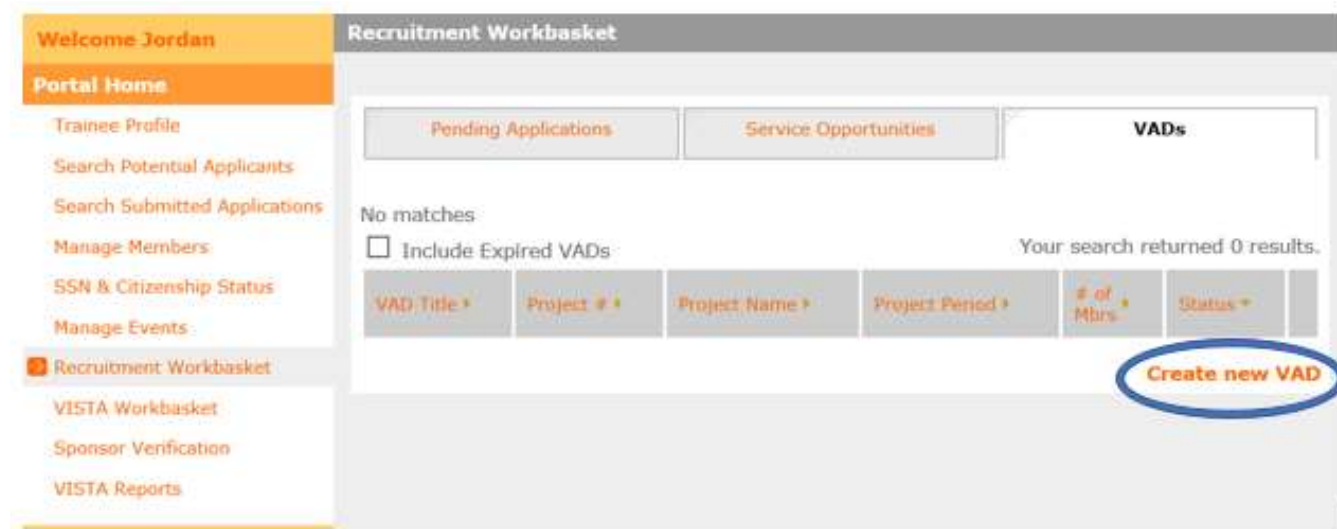 Welcome Jordan
Portal Home
Trainee Profile
Search Potential Applicants
Search Submitted Applications
Manage Members
SSN & Citizenship Status
Manage Events
Recruitment Workbasket
VISTA Workbasket
Sponsor Verification
VISTA Reports
Recruitment Workbasket
Pending Applications
Service Opportunities
VADs
No matches
Include Expired VADs
Your search returned 0 results.
VAD Title
Project #
Project Name
Project Period
# of
Mbrs
Status
Create new VAD